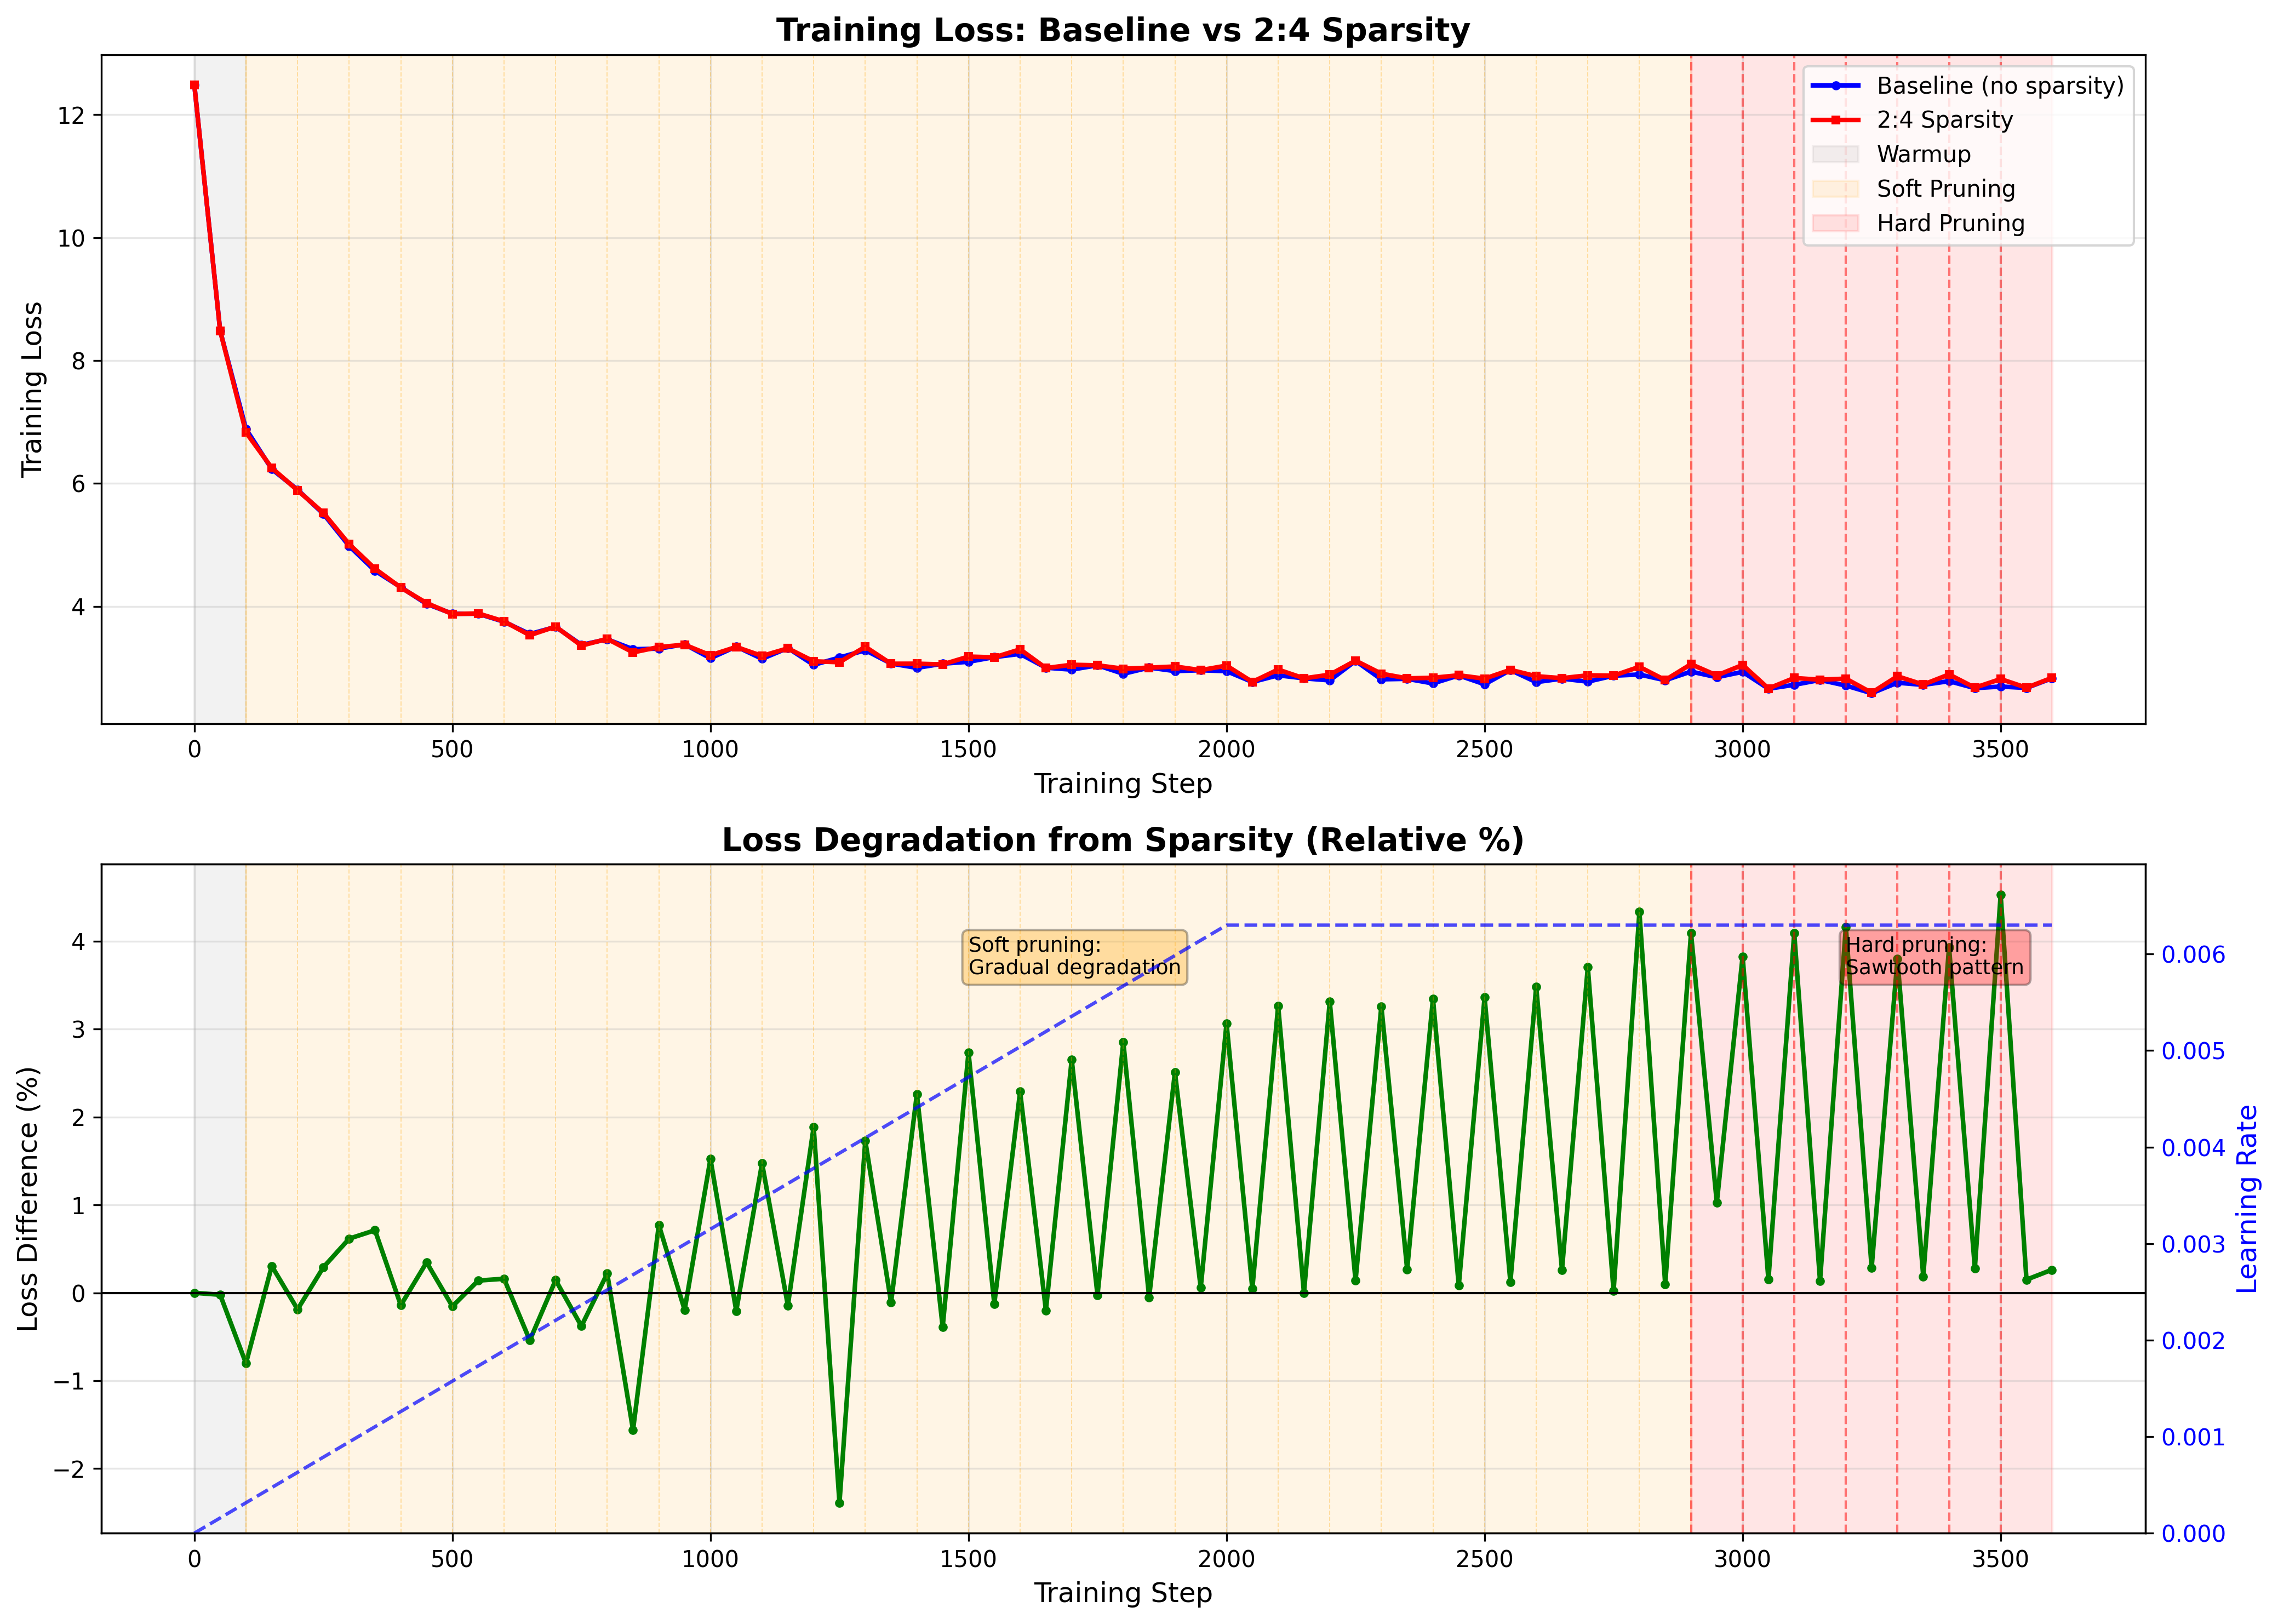 Training Loss: Baseline vs 2:4 Sparsity
Training Loss
12
10
8
6
4
Baseline (no sparsity)
2:4 Sparsity
Warmup
Soft Pruning
Hard Pruning
0 500 1000 1500 2000 2500 3000 3500
Training Step
Loss Degradation from Sparsity (Relative %)
Loss Difference (%)
4
3
2
1
0
−1
−2
Soft pruning:
Gradual degradation
Hard pruning:
Sawtooth pattern
0.006
0.005
0.004
0.003
0.002
0.001
0.000
Learning Rate
0 500 1000 1500 2000 2500 3000 3500
Training Step